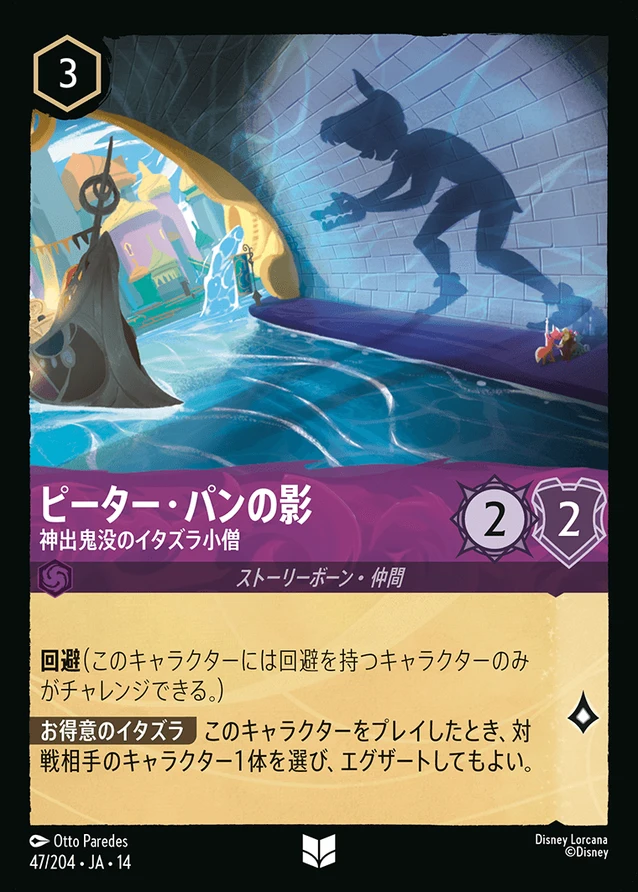 3
ピーター・パンの影
神出鬼没のイタズラ小僧
2
2
ストーリーボーン・仲間
回避(このキャラクターには回避を持つキャラクターのみ
がチャレンジできる。)
お得意のイタズラ このキャラクターをプレイしたとき、対
戦相手のキャラクター1体を選び、エグザートしてもよい。
Otto Paredes
47/204・JA・14
Disney Lorcana
©Disney